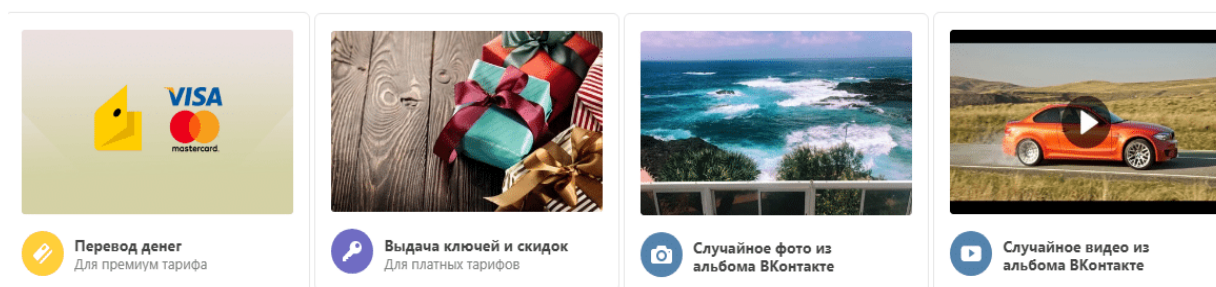 VISA
mastercard.
Перевод денег
Для премиум тарифа
Выдача ключей и скидок
Для платных тарифов
Случайное фото из
альбома ВКонтакте
Случайное видео из
альбома ВКонтакте